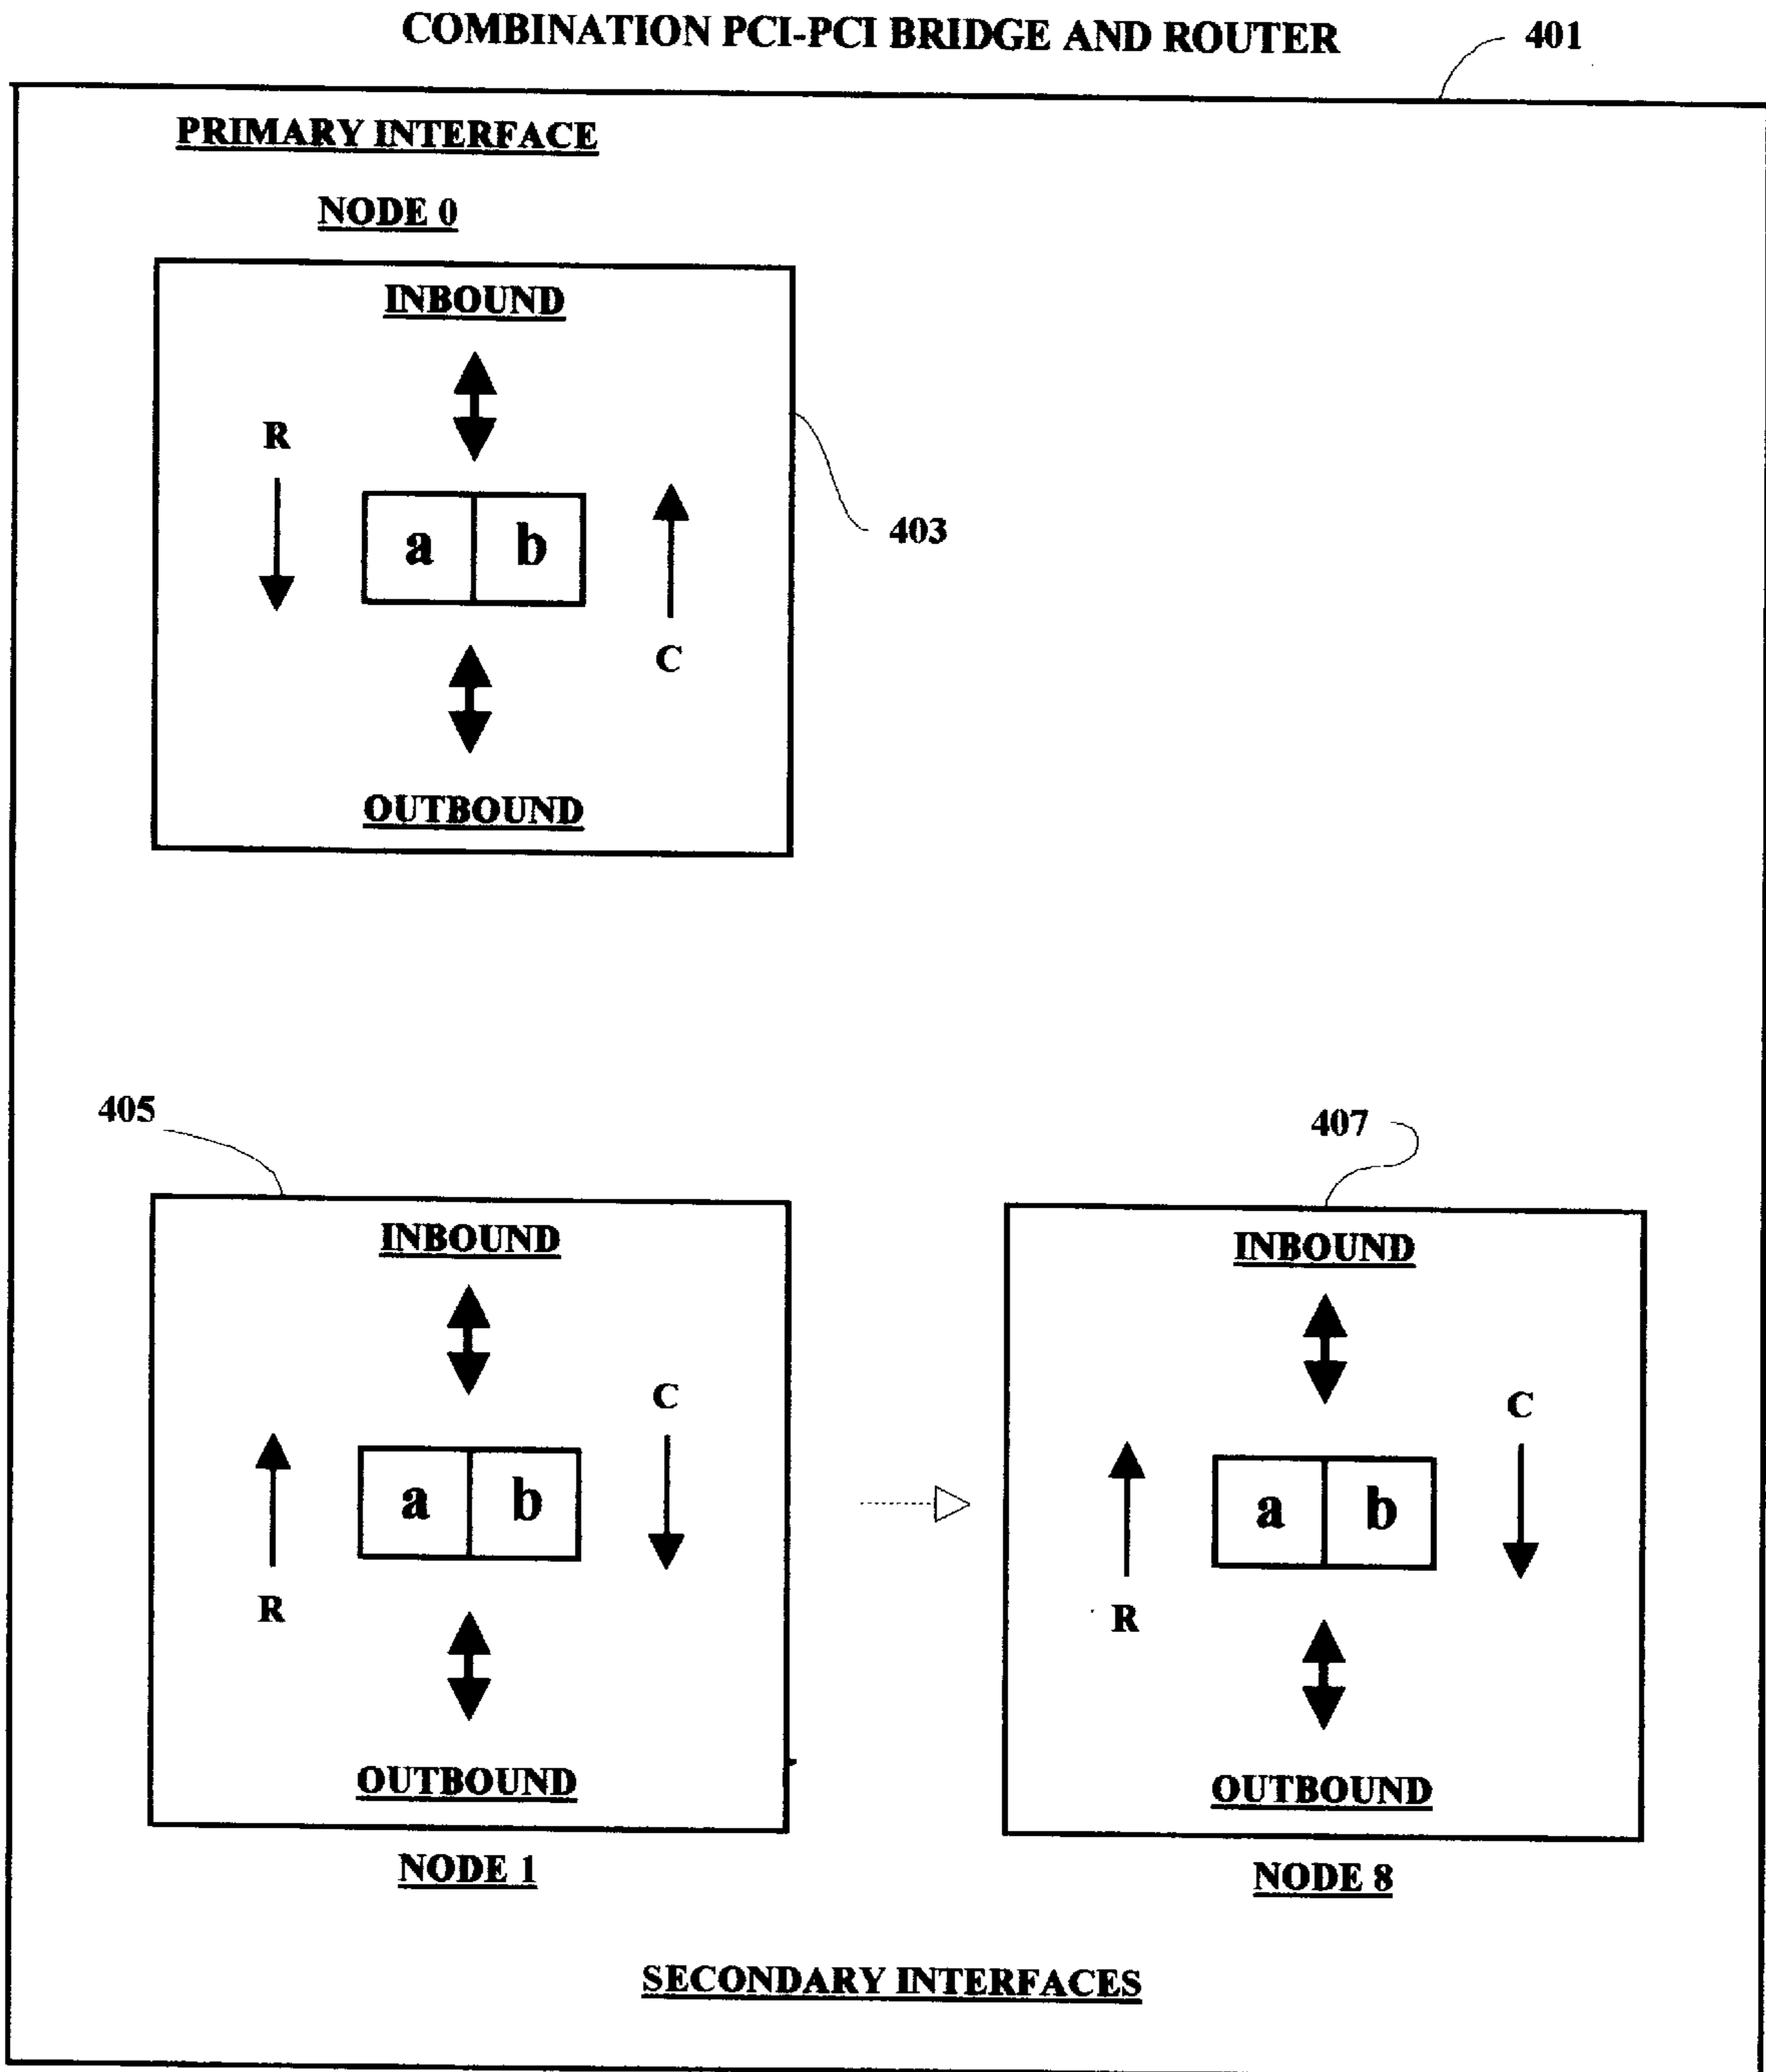 COMBINATION PCI-PCI BRIDGE AND ROUTER
401
PRIMARY INTERFACE
NODE 0
INBOUND
R
a b
403
C
OUTBOUND
405
407
INBOUND
C
a b
R
OUTBOUND
NODE 1
INBOUND
C
a b
R
OUTBOUND
NODE 8
SECONDARY INTERFACES